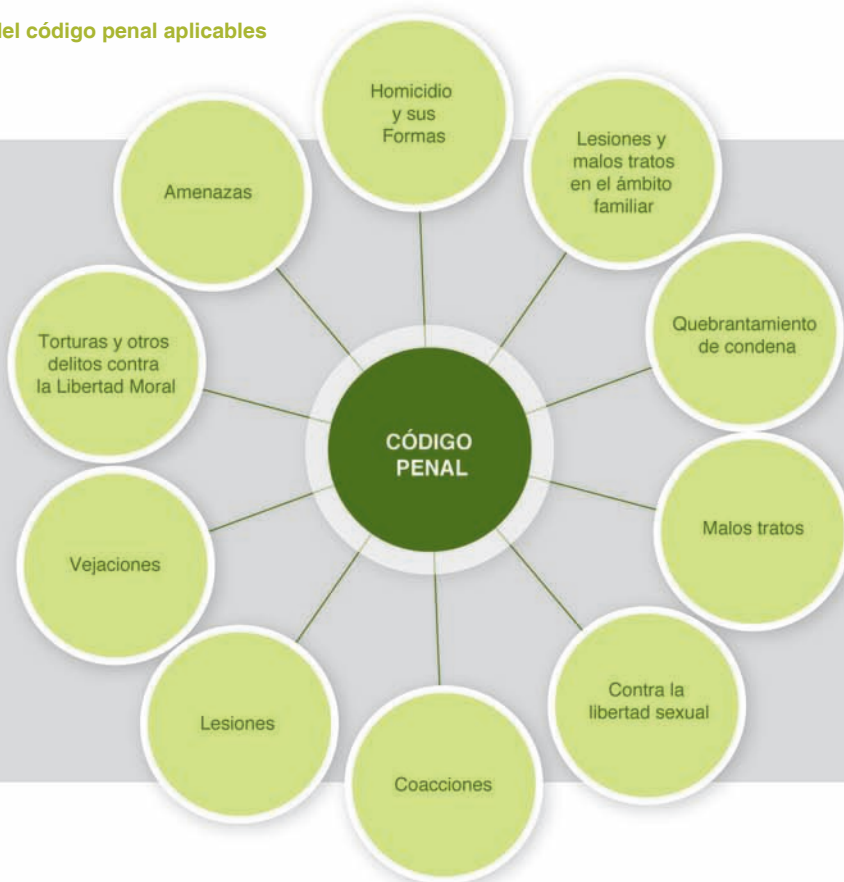 del código penal aplicables
Homicidio
y sus
Formas
Lesiones y
malos tratos
en el ámbito
familiar
Quebrantamiento
de condena
Malos tratos
Contra la
libertad sexual
Coacciones
Lesiones
Vejaciones
Torturas y otros
delitos contra
la Libertad Moral
Amenazas
CÓDIGO
PENAL